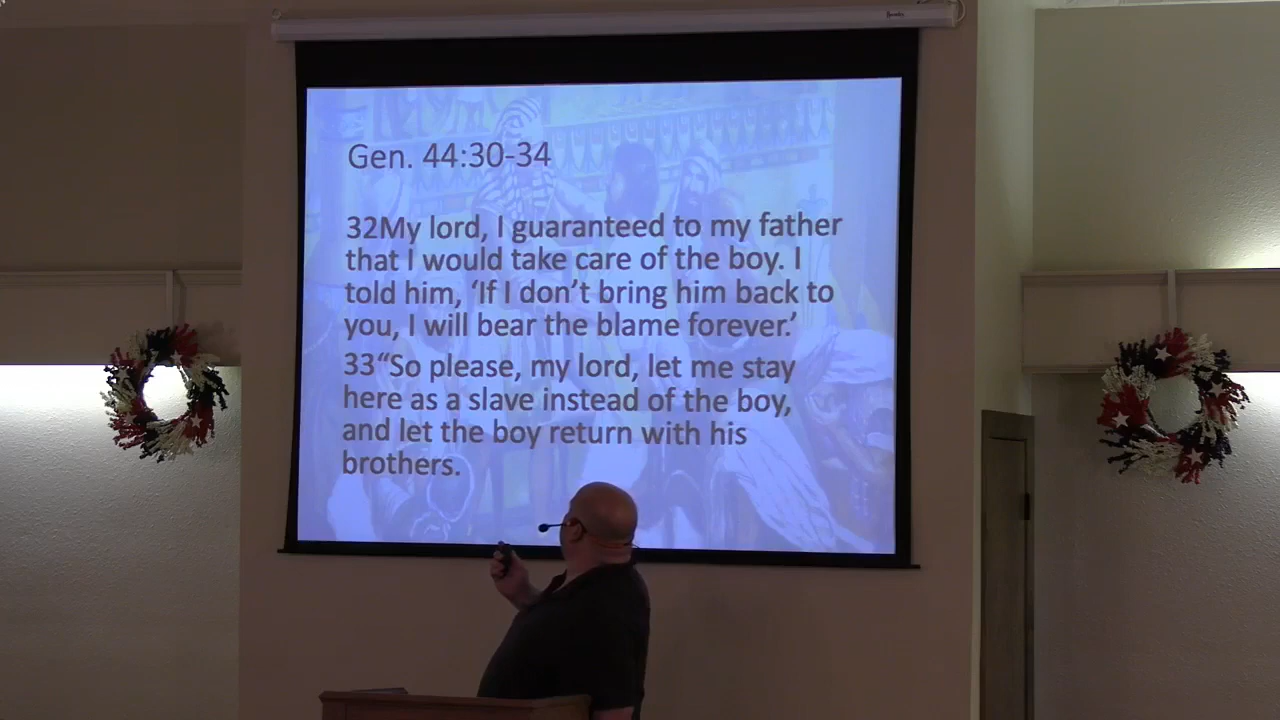 Gen. 44:30-34
32My lord, I guaranteed to my father
that I would take care of the boy. I
told him, ‘If I don’t bring him back to
you, I will bear the blame forever.’
33“So please, my lord, let me stay
here as a slave instead of the boy,
and let the boy return with his
brothers.